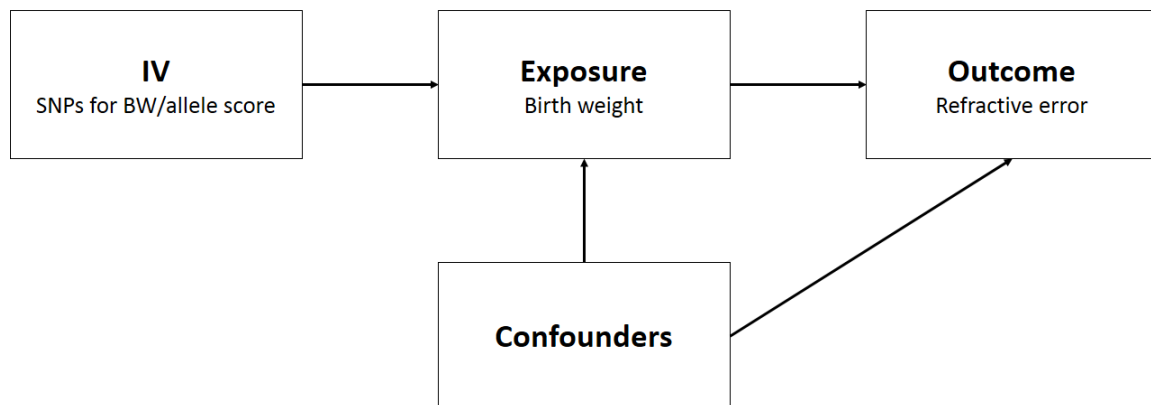 IV
SNPs for BW/allele score
Exposure
Birth weight
Outcome
Refractive error
Confounders